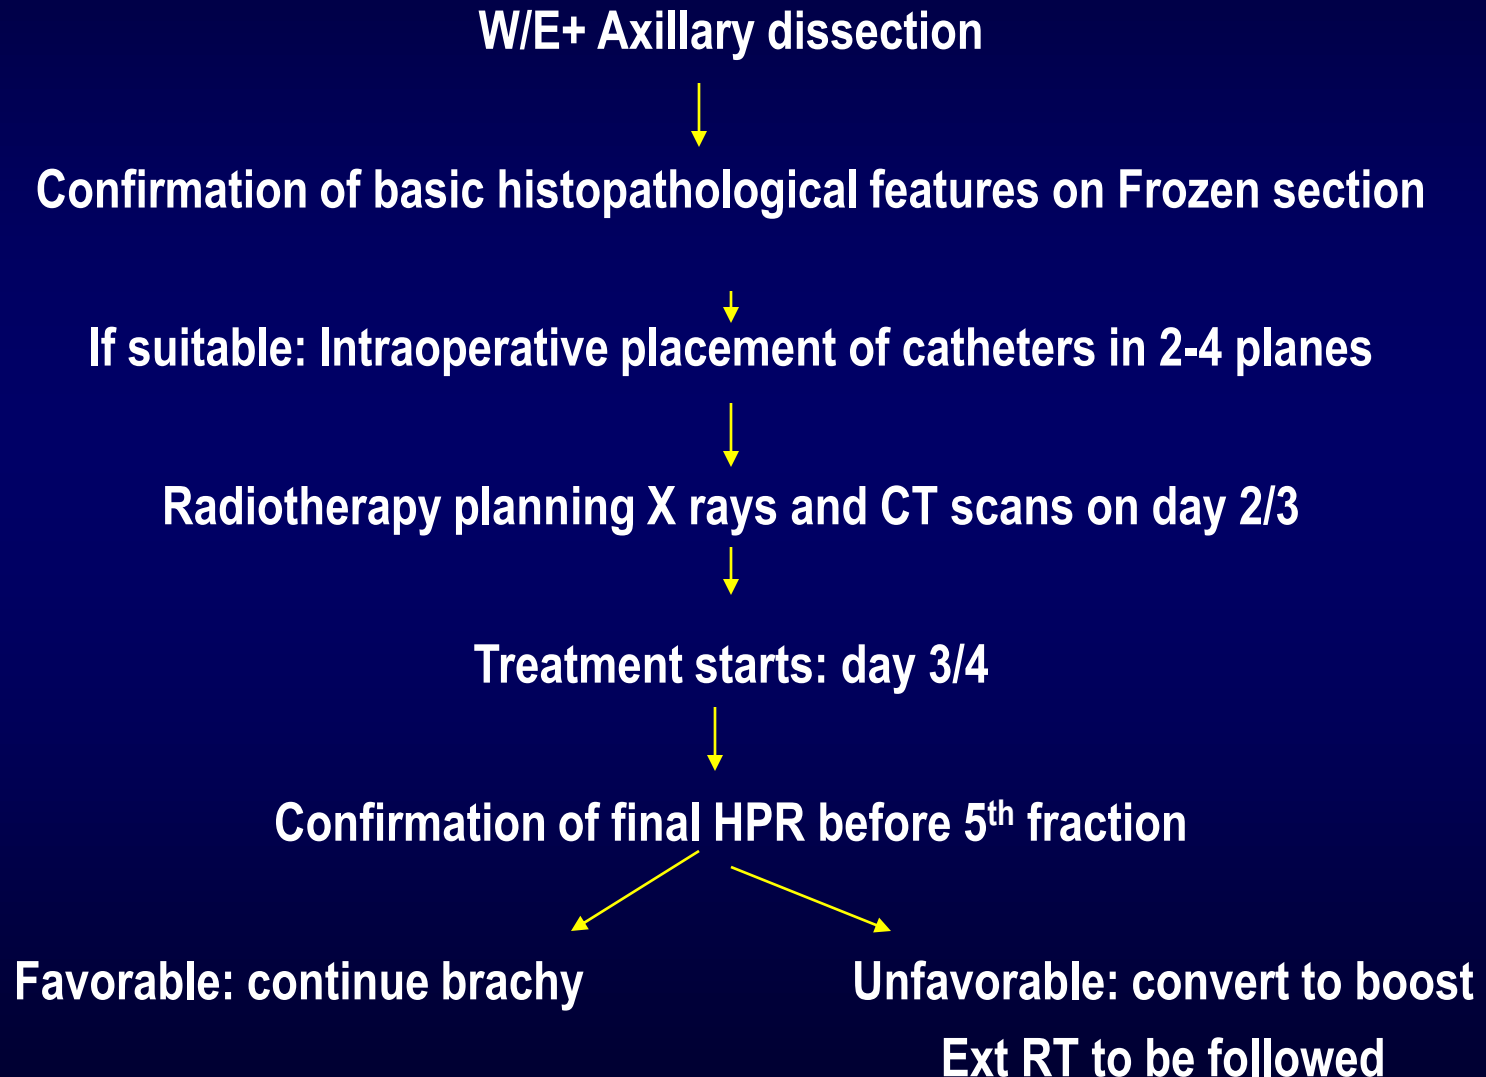 W/E+ Axillary dissection
Confirmation of basic histopathological features on Frozen section
If suitable: Intraoperative placement of catheters in 2-4 planes
Radiotherapy planning X rays and CT scans on day 2/3
Treatment starts: day 3/4
Confirmation of final HPR before 5th fraction
Favorable: continue brachy
Unfavorable: convert to boost
Ext RT to be followed